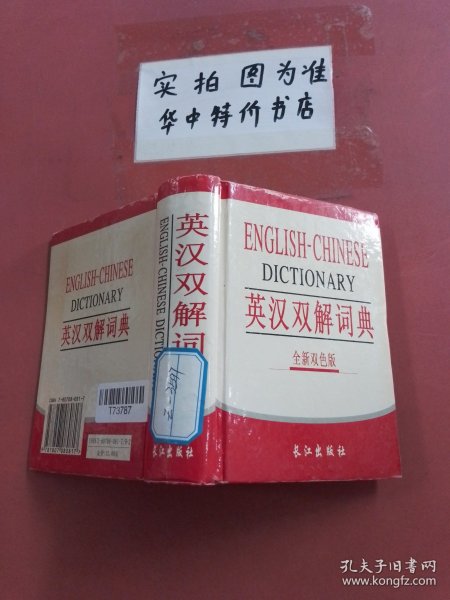 实拍图为准
华中特价书店
ENGLISH-CHINESE
DICTIONARY
英汉双解词典
T73787
英汉双解词
ENGLISH-CHINESE DICTIO
ENGLISH-CHINESE
DICTIONARY
英汉双解词典
全新双色版
长江出版社
孔夫子旧书网
www.kongfz.com